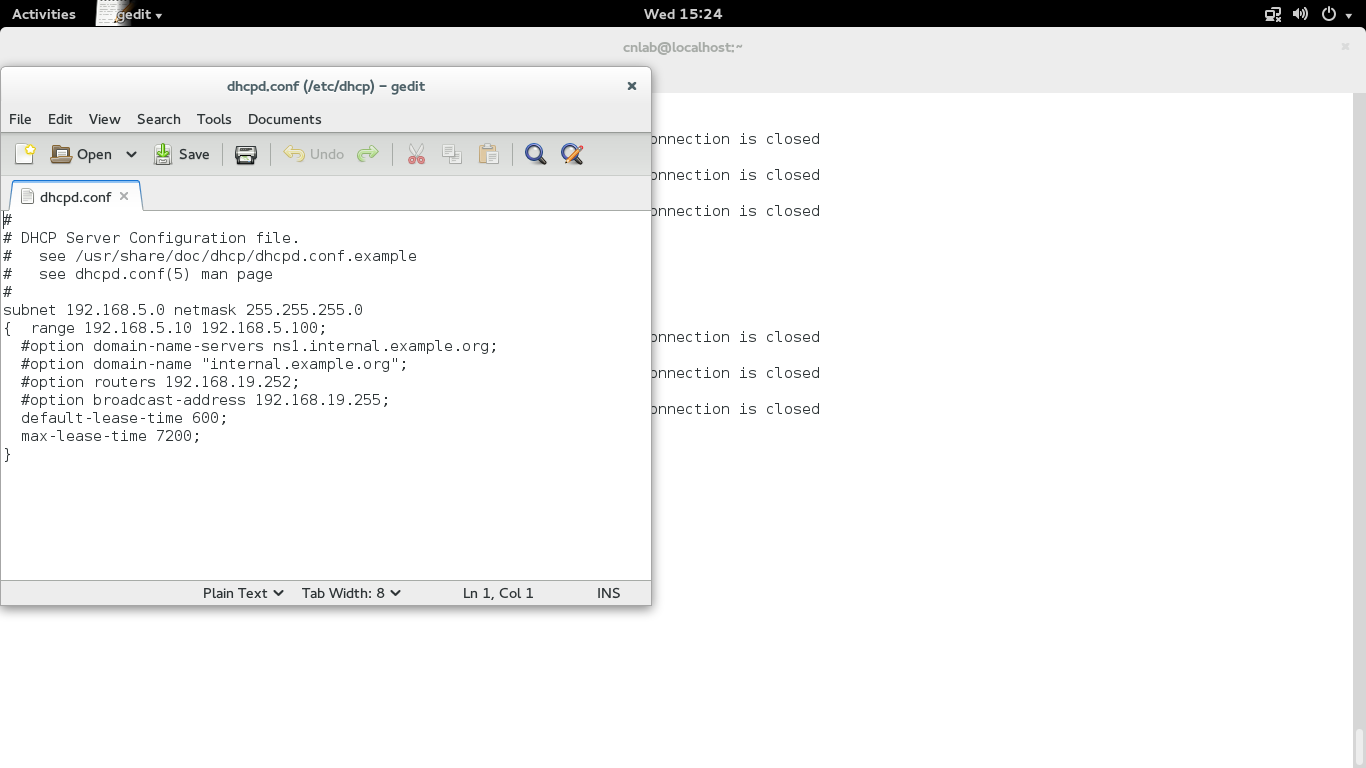 Activities gedit Wed 15:24
cnlab@localhost:~
dhcpd.conf (/etc/dhcp) – gedit
File Edit View Search Tools Documents
Open Save Undo
dhcpd.conf
#
# DHCP Server Configuration file.
#   see /usr/share/doc/dhcp/dhcpd.conf.example
#   see dhcpd.conf(5) man page
#
subnet 192.168.5.0 netmask 255.255.255.0
{  range 192.168.5.10 192.168.5.100;
  #option domain-name-servers ns1.internal.example.org;
  #option domain-name "internal.example.org";
  #option routers 192.168.19.252;
  #option broadcast-address 192.168.19.255;
  default-lease-time 600;
  max-lease-time 7200;
}
Plain Text Tab Width: 8 Ln 1, Col 1 INS
onnection is closed
onnection is closed
onnection is closed
onnection is closed
onnection is closed
onnection is closed